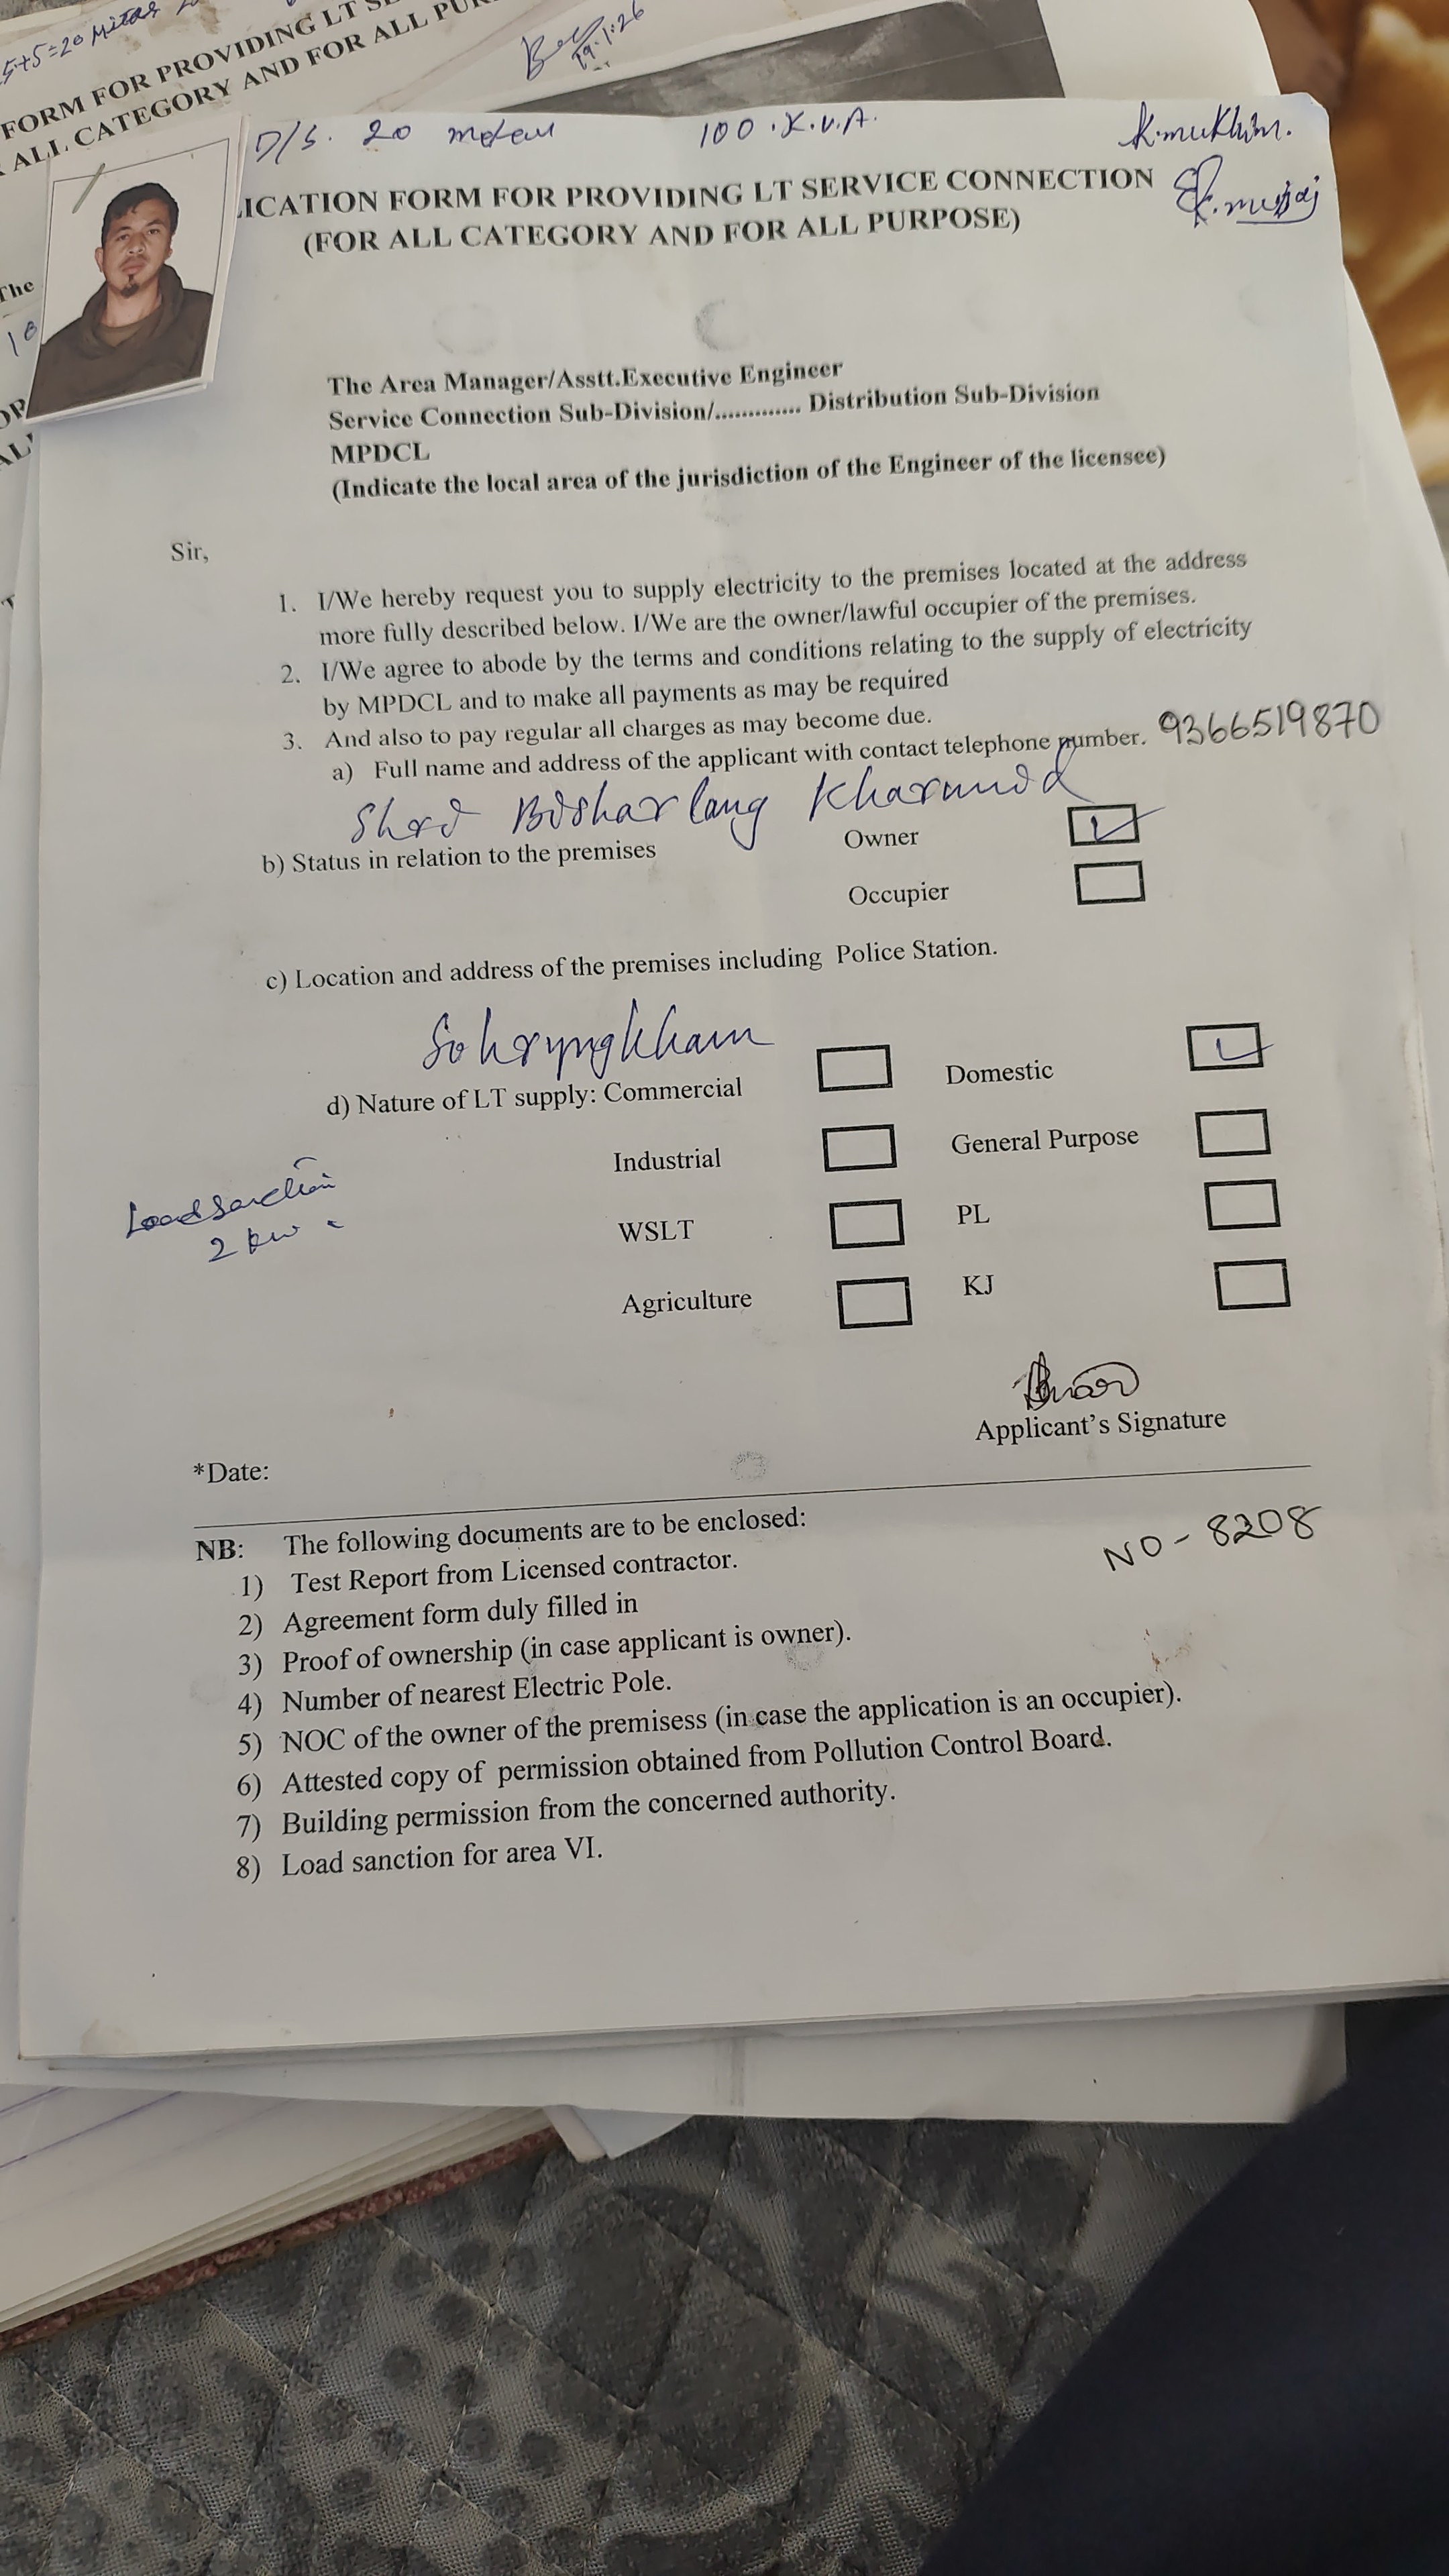 5+5=20
FORM FOR PROVIDING LT
ALL CATEGORY AND FOR ALL
19.1.26
The
D/S. 20 meter 100.K.V.A. K.mukhim.
ICATION FORM FOR PROVIDING LT SERVICE CONNECTION
(FOR ALL CATEGORY AND FOR ALL PURPOSE)
The Area Manager/Asstt.Executive Engineer
Service Connection Sub-Division/............. Distribution Sub-Division
MPDCL
(Indicate the local area of the jurisdiction of the Engineer of the licensee)
Sir,
1. I/We hereby request you to supply electricity to the premises located at the address
more fully described below. I/We are the owner/lawful occupier of the premises.
2. I/We agree to abode by the terms and conditions relating to the supply of electricity
by MPDCL and to make all payments as may be required
3. And also to pay regular all charges as may become due.
a) Full name and address of the applicant with contact telephone number. 9366519870
Shri Bisharlang Kharmud
b) Status in relation to the premises Owner
Occupier
c) Location and address of the premises including Police Station.
Sohryngkham
d) Nature of LT supply: Commercial Domestic
Industrial General Purpose
Load sanction
2 kw
WSLT PL
Agriculture KJ
Applicant's Signature
*Date:
NB: The following documents are to be enclosed:
NO-8208
1) Test Report from Licensed contractor.
2) Agreement form duly filled in
3) Proof of ownership (in case applicant is owner).
4) Number of nearest Electric Pole.
5) NOC of the owner of the premisess (in case the application is an occupier).
6) Attested copy of permission obtained from Pollution Control Board.
7) Building permission from the concerned authority.
8) Load sanction for area VI.